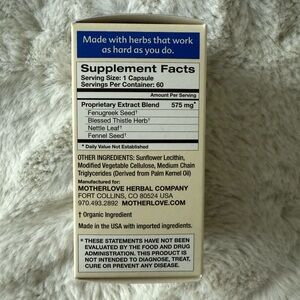 Made with herbs that work
as hard as you do.
Supplement Facts
Serving Size: 1 Capsule
Servings Per Container: 60
Amount Per Serving
Proprietary Extract Blend 575 mg*
Fenugreek Seed†
Blessed Thistle Herb†
Nettle Leaf†
Fennel Seed†
* Daily Value Not Established
OTHER INGREDIENTS: Sunflower Lecithin,
Modified Vegetable Cellulose, Medium Chain
Triglycerides (Derived from Palm Kernel Oil)
Manufactured for:
MOTHERLOVE HERBAL COMPANY
FORT COLLINS, CO 80524 USA
970.493.2892 MOTHERLOVE.COM
† Organic Ingredient
Made in the USA with imported ingredients.
* THESE STATEMENTS HAVE NOT BEEN
EVALUATED BY THE FOOD AND DRUG
ADMINISTRATION. THIS PRODUCT IS
NOT INTENDED TO DIAGNOSE, TREAT,
CURE OR PREVENT ANY DISEASE.